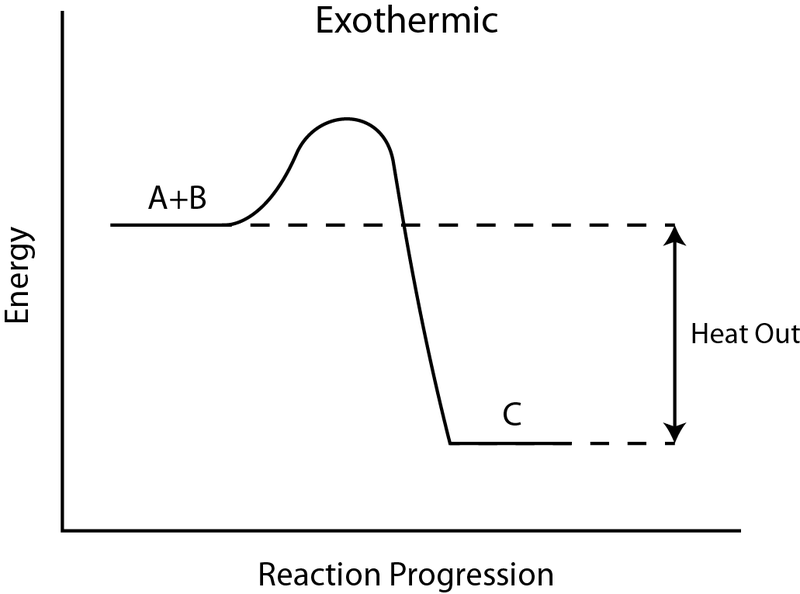 Exothermic
A+B
Energy
Heat Out
C
Reaction Progression